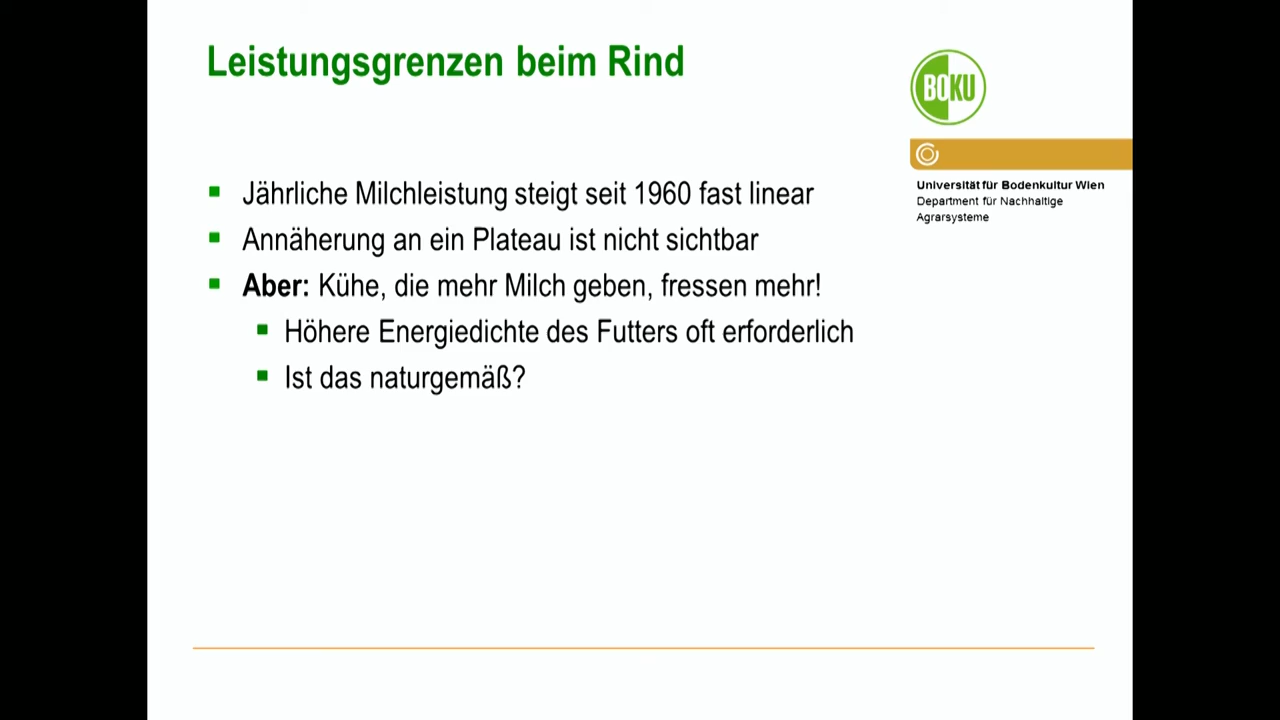 Leistungsgrenzen beim Rind
BOKU
Universität für Bodenkultur Wien
Department für Nachhaltige
Agrarsysteme
Jährliche Milchleistung steigt seit 1960 fast linear
Annäherung an ein Plateau ist nicht sichtbar
Aber: Kühe, die mehr Milch geben, fressen mehr!
Höhere Energiedichte des Futters oft erforderlich
Ist das naturgemäß?